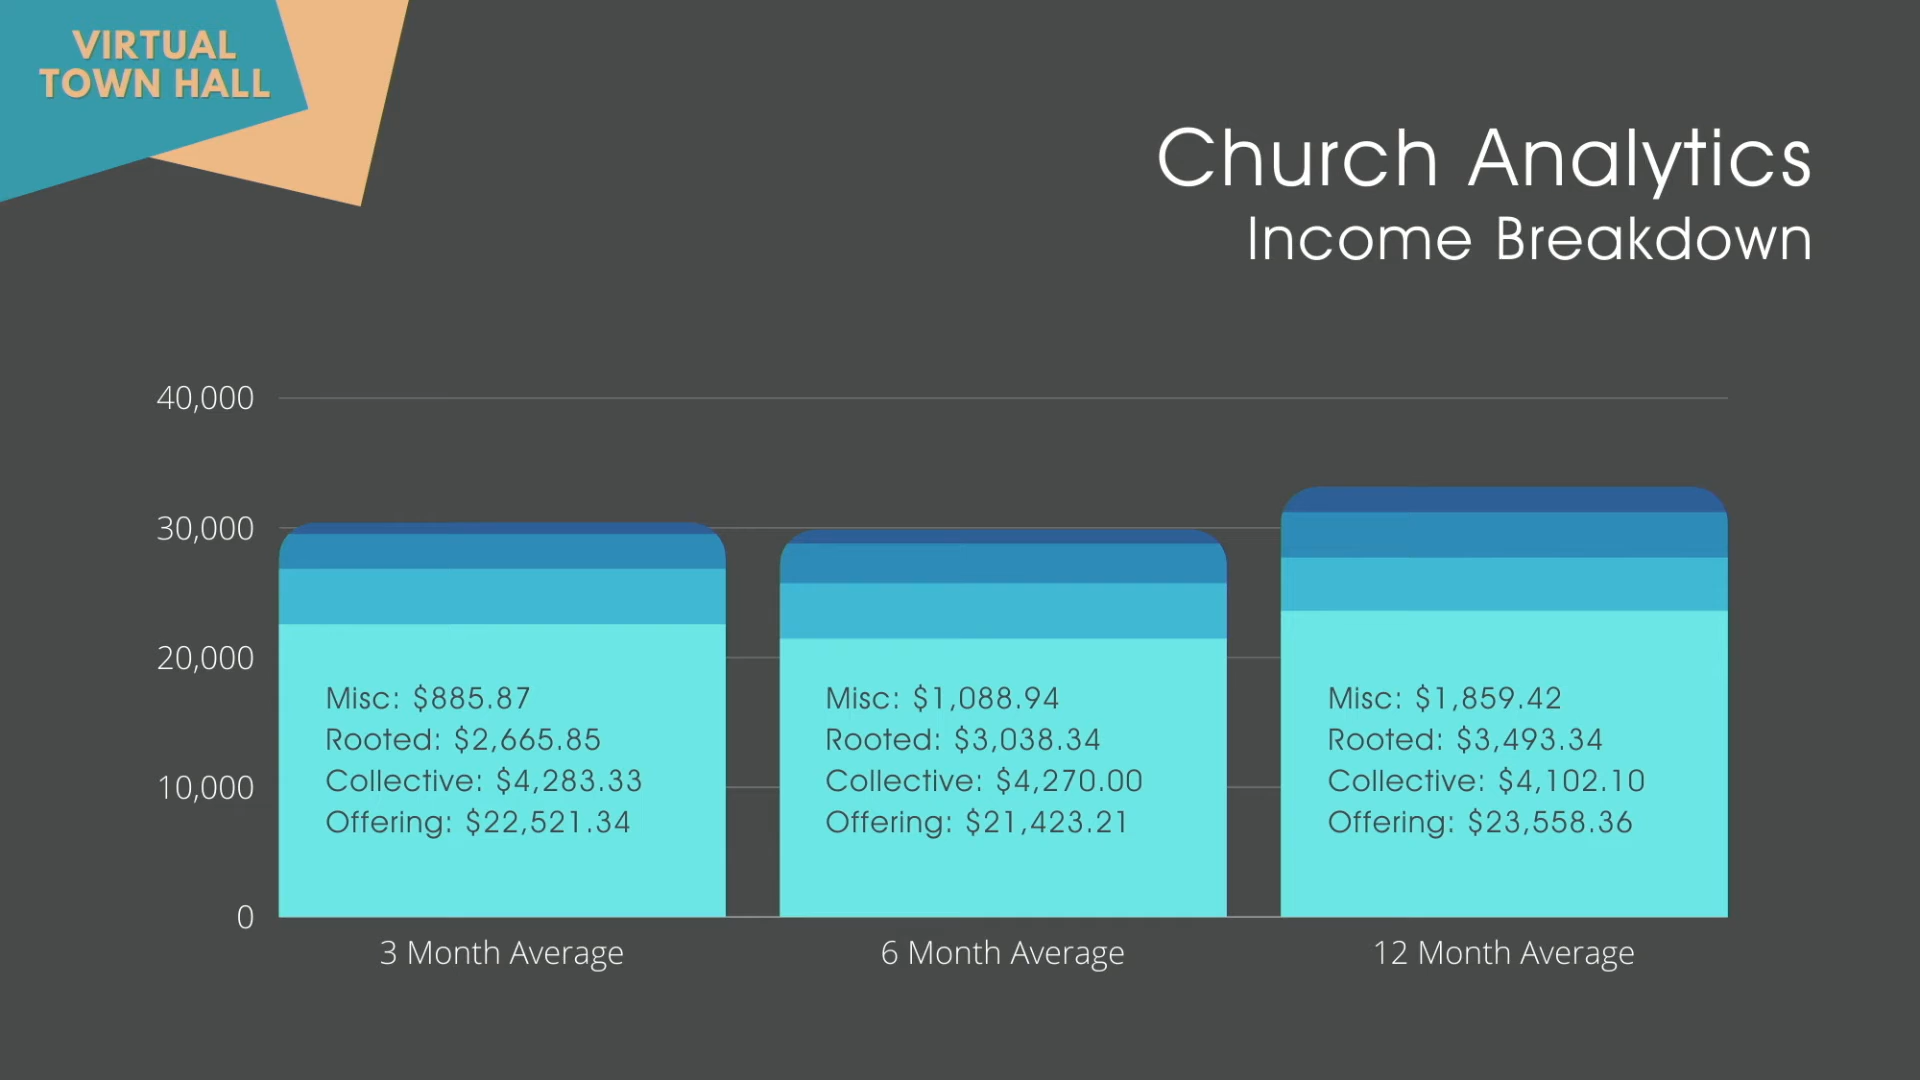 VIRTUAL
TOWN HALL
Church Analytics
Income Breakdown
40,000
30,000
20,000
10,000
0
Misc: $885.87
Rooted: $2,665.85
Collective: $4,283.33
Offering: $22,521.34
Misc: $1,088.94
Rooted: $3,038.34
Collective: $4,270.00
Offering: $21,423.21
Misc: $1,859.42
Rooted: $3,493.34
Collective: $4,102.10
Offering: $23,558.36
3 Month Average
6 Month Average
12 Month Average